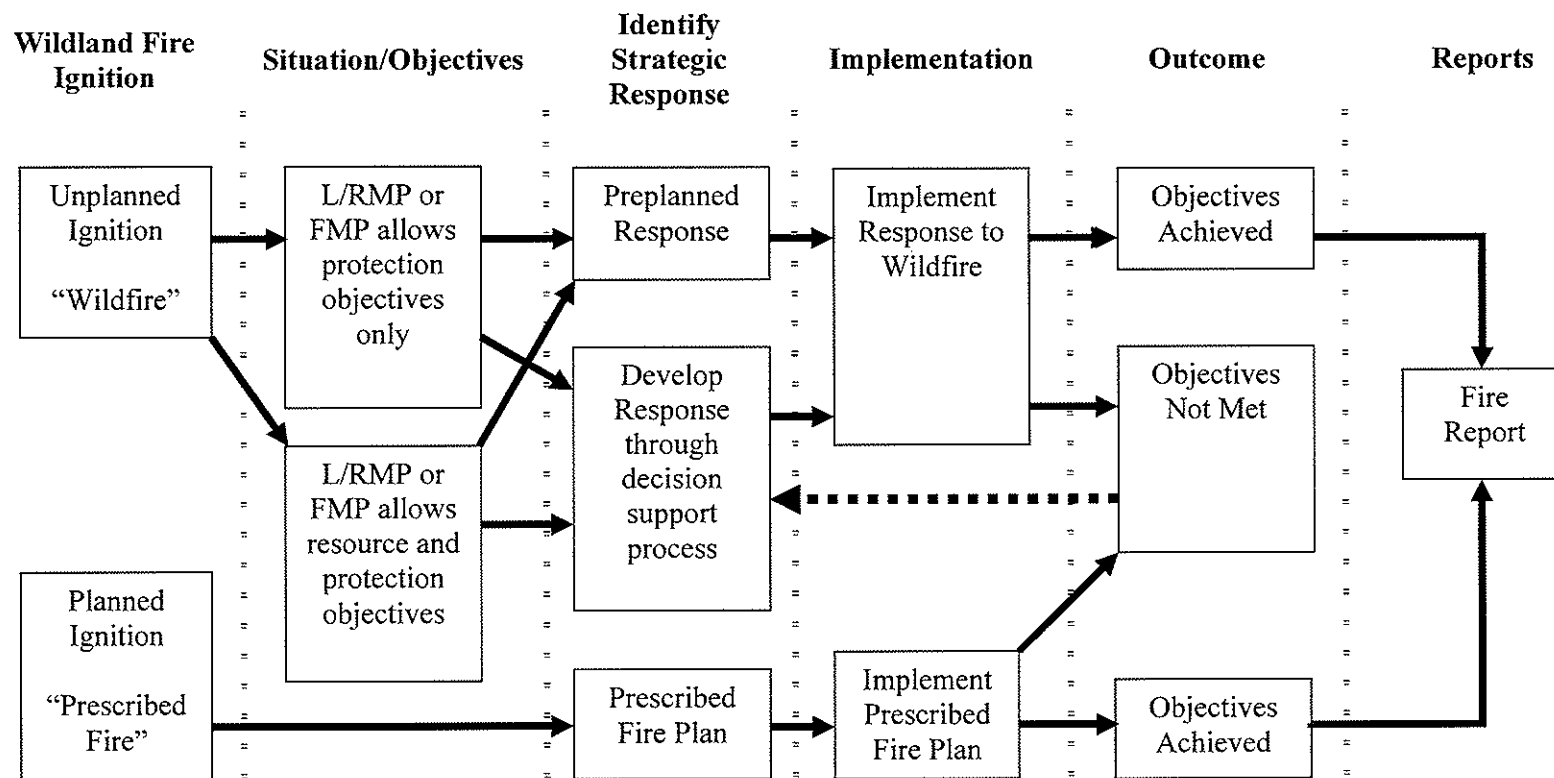 Wildland Fire
Ignition
Situation/Objectives
Identify
Strategic
Response
Implementation
Outcome
Reports
Unplanned
Ignition
“Wildfire”
L/RMP or
FMP allows
protection
objectives
only
Preplanned
Response
Implement
Response to
Wildfire
Objectives
Achieved
Develop
Response
through
decision
support
process
Objectives
Not Met
Fire
Report
L/RMP or
FMP allows
resource and
protection
objectives
Planned
Ignition
“Prescribed
Fire”
Prescribed
Fire Plan
Implement
Prescribed
Fire Plan
Objectives
Achieved